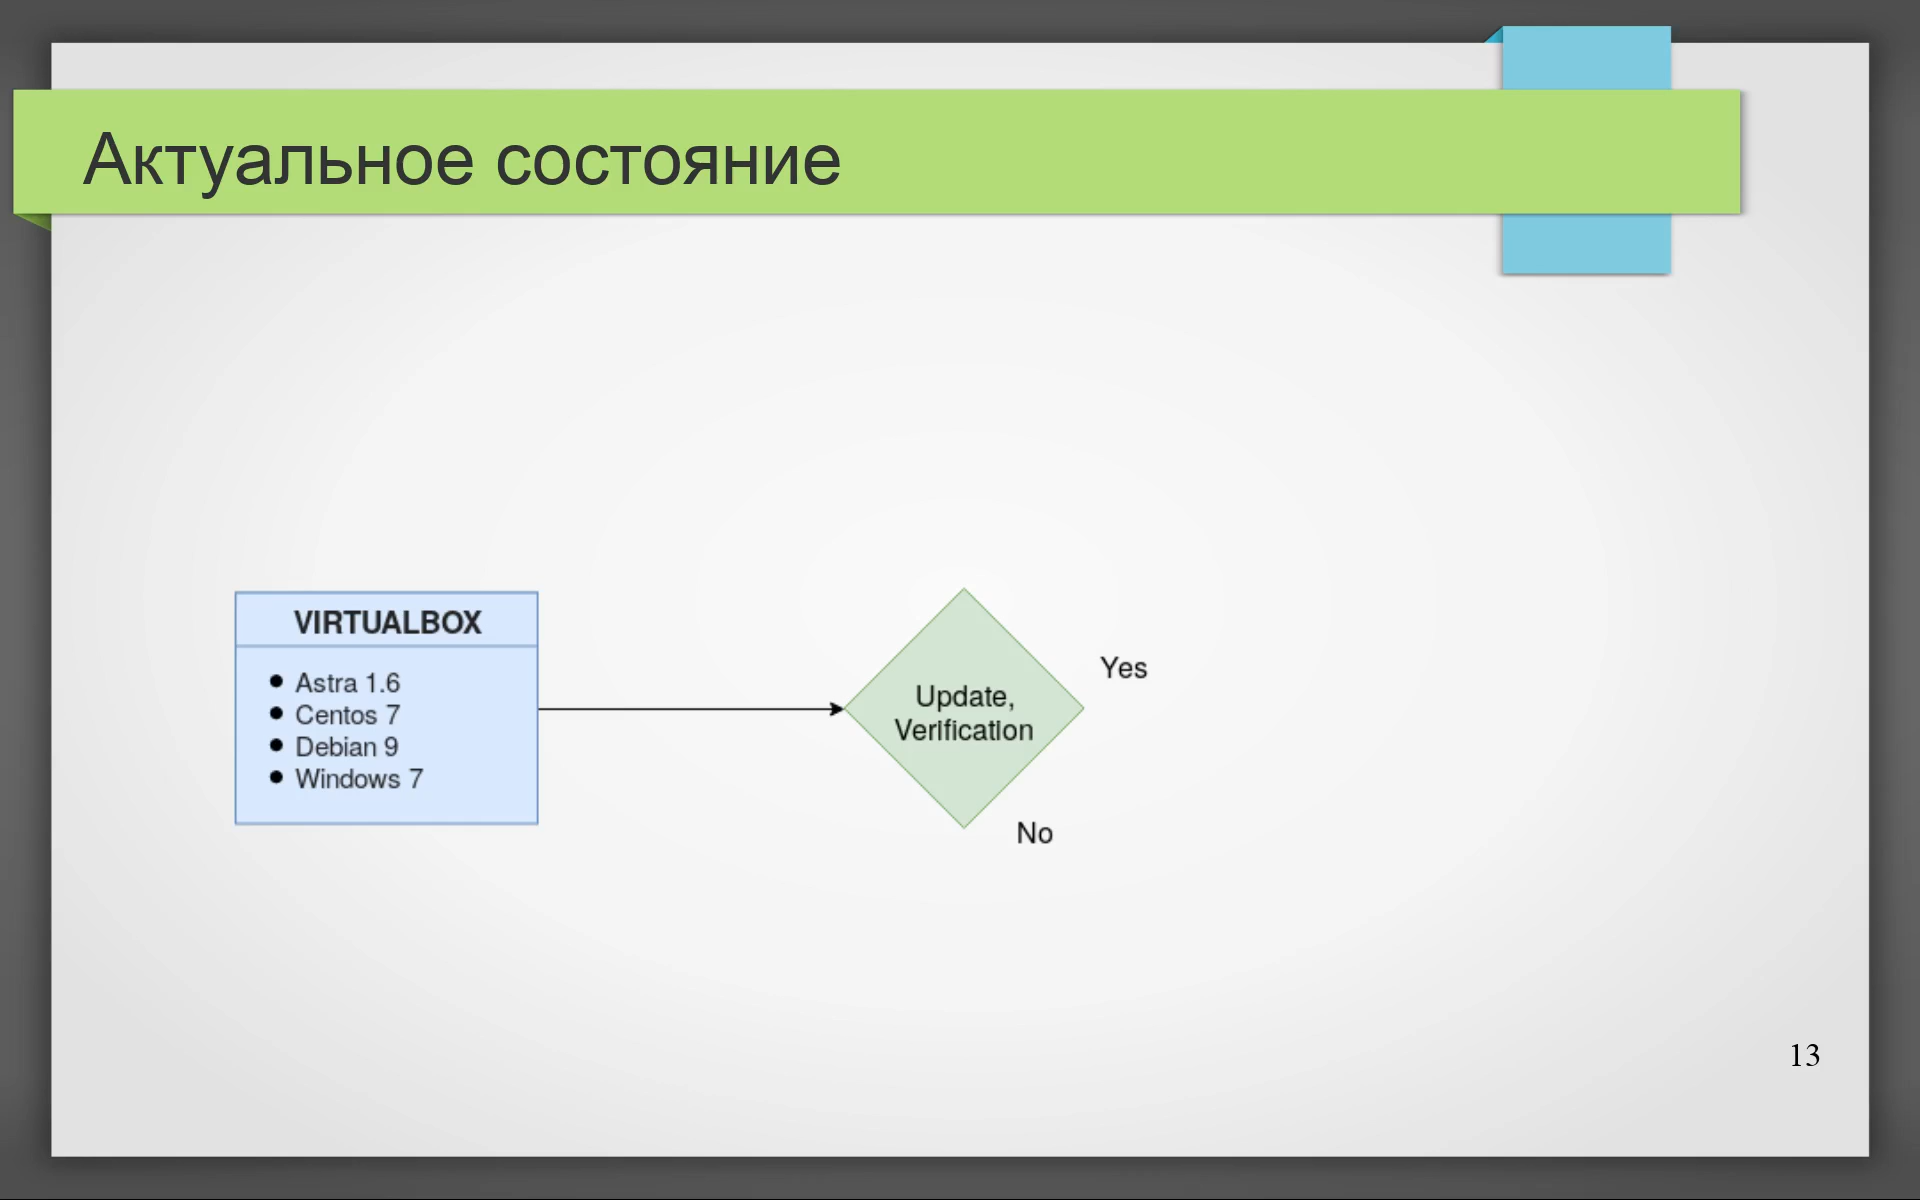 Актуальное состояние
VIRTUALBOX
Astra 1.6
Centos 7
Debian 9
Windows 7
Update,
Verification
Yes
No
13